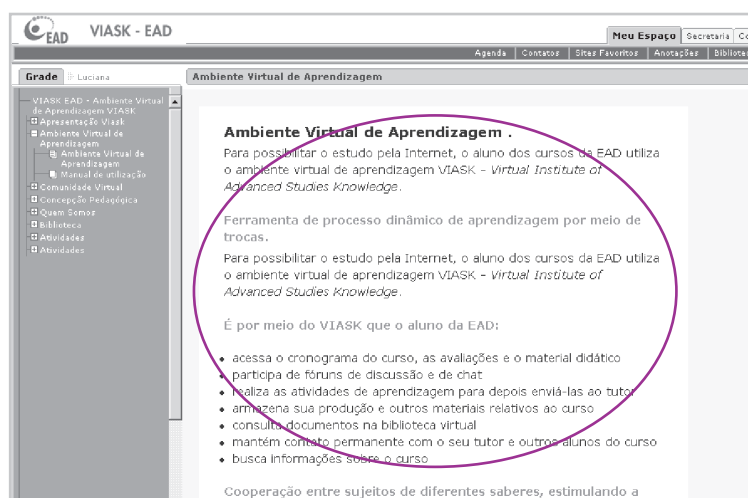 EAD
VIASK - EAD
Meu Espaço Secretaria
Agenda | Contatos | Sites Favoritos | Anotações |
Grade Luciana
Ambiente Virtual de Aprendizagem
VIASK EAD - Ambiente Virtual
de Aprendizagem VIASK
Apresentação Viask
Ambiente Virtual de
Aprendizagem
Ambiente Virtual de
Aprendizagem
Manual de utilização
Comunidade Virtual
Concepção Pedagógica
Quem Somos
Biblioteca
Atividades
Atividades
Ambiente Virtual de Aprendizagem .
Para possibilitar o estudo pela Internet, o aluno dos cursos da EAD utiliza
o ambiente virtual de aprendizagem VIASK – Virtual Institute of
Advanced Studies Knowledge.
Ferramenta de processo dinâmico de aprendizagem por meio de
trocas.
Para possibilitar o estudo pela Internet, o aluno dos cursos da EAD utiliza
o ambiente virtual de aprendizagem VIASK – Virtual Institute of
Advanced Studies Knowledge.
É por meio do VIASK que o aluno da EAD:
• acessa o cronograma do curso, as avaliações e o material didático
• participa de fóruns de discussão e de chat
• realiza as atividades de aprendizagem para depois enviá-las ao tutor
• armazena sua produção e outros materiais relativos ao curso
• consulta documentos na biblioteca virtual
• mantém contato permanente com o seu tutor e outros alunos do curso
• busca informações sobre o curso
Cooperação entre sujeitos de diferentes saberes, estimulando a